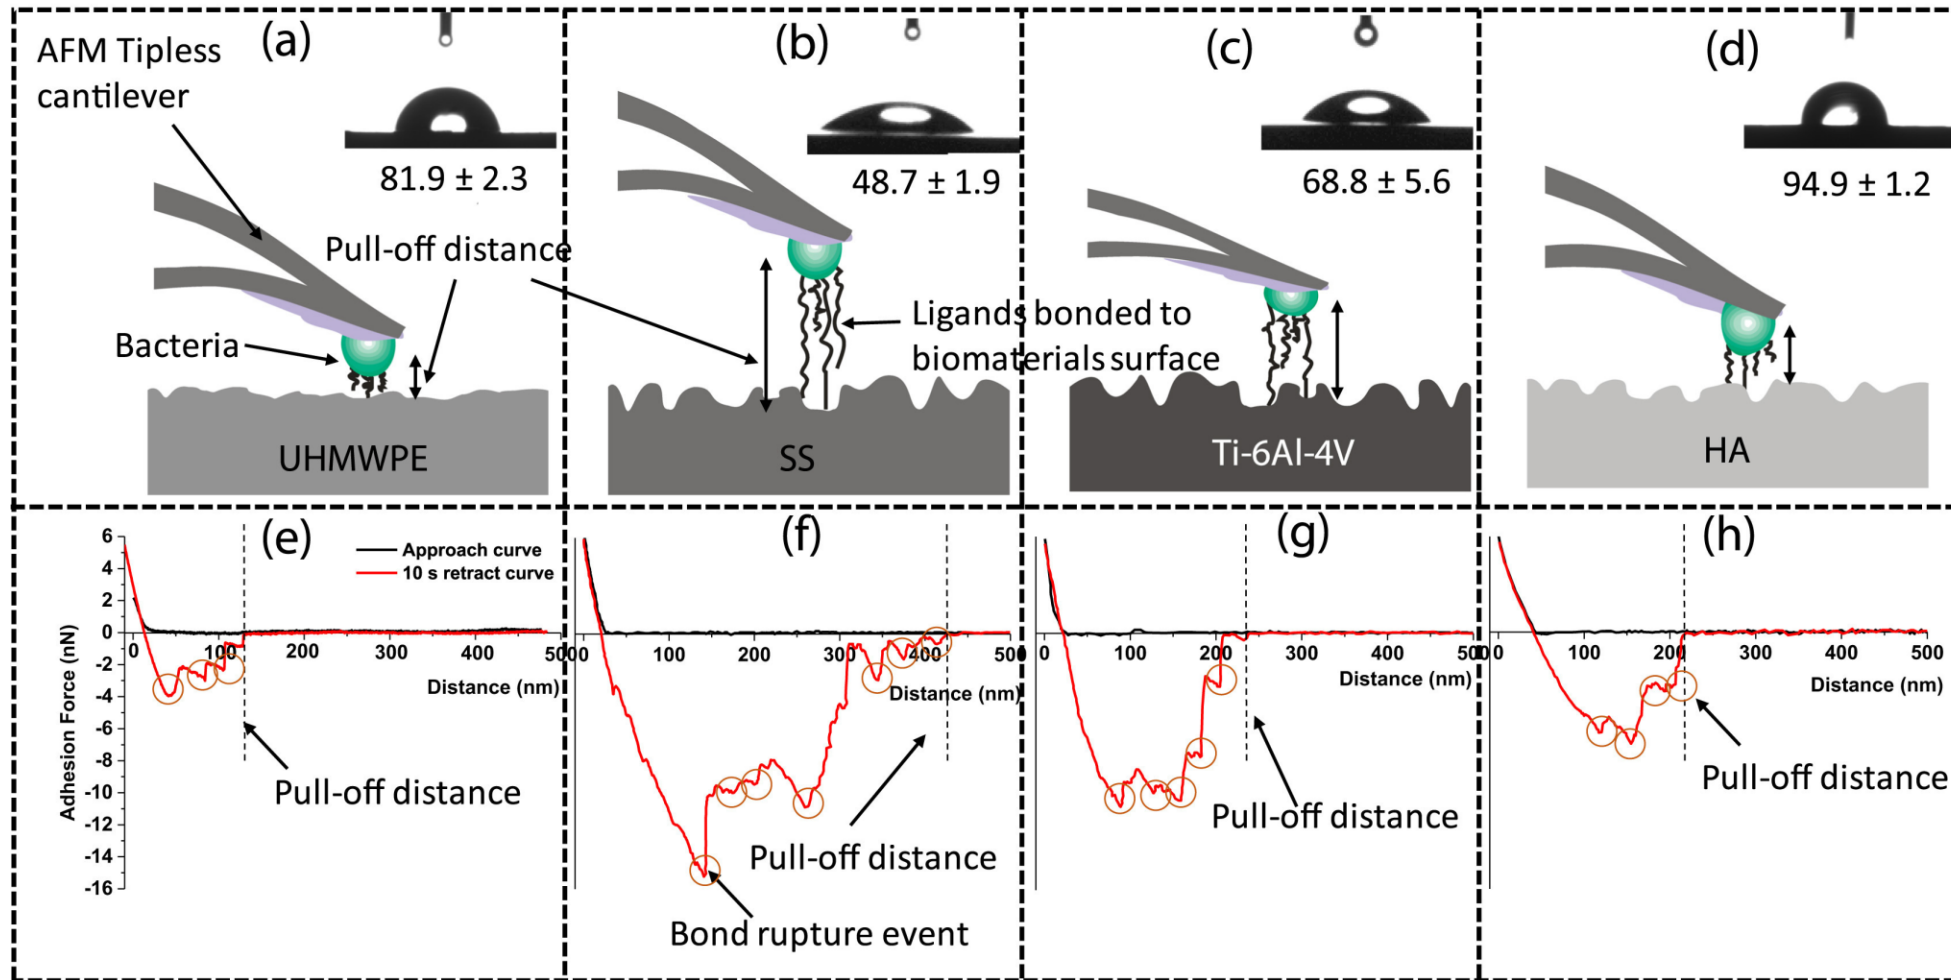 (a)
AFM Tipless
cantilever
81.9 ± 2.3
Pull-off distance
Bacteria
UHMWPE
(b)
48.7 ± 1.9
Ligands bonded to
biomaterials surface
SS
(c)
68.8 ± 5.6
Ti-6Al-4V
(d)
94.9 ± 1.2
HA
(e)
Approach curve
10 s retract curve
6
4
2
0
-2
-4
-6
-8
-10
-12
-14
-16
Adhesion Force (nN)
0 100 200 300 400 500
Distance (nm)
Pull-off distance
(f)
0 100 200 300 400 500
Distance (nm)
Pull-off distance
Bond rupture event
(g)
0 100 200 300 400 500
Distance (nm)
Pull-off distance
(h)
0 100 200 300 400 500
Distance (nm)
Pull-off distance